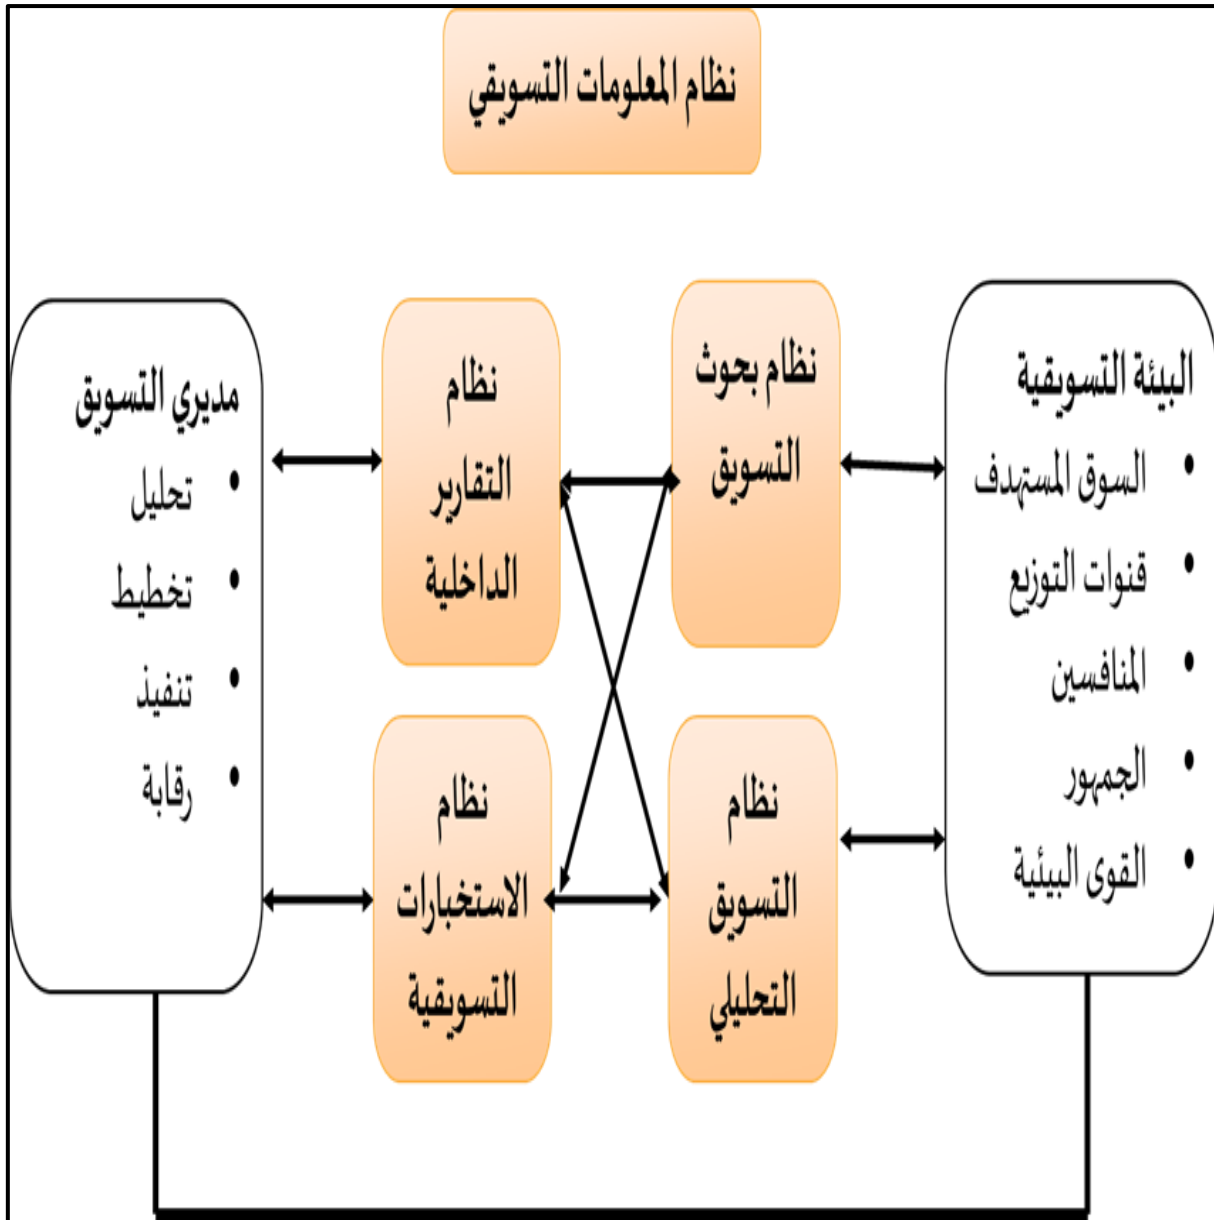 نظام المعلومات التسويقي
البيئة التسويقية
• السوق المستهدف
• قنوات التوزيع
• المنافسين
• الجمهور
• القوى البيئية
نظام بحوث
التسويق
نظام
التقارير
الداخلية
مديري التسويق
• تحليل
• تخطيط
• تنفيذ
• رقابة
نظام
التسويق
التحليلي
نظام
الاستخبارات
التسويقية